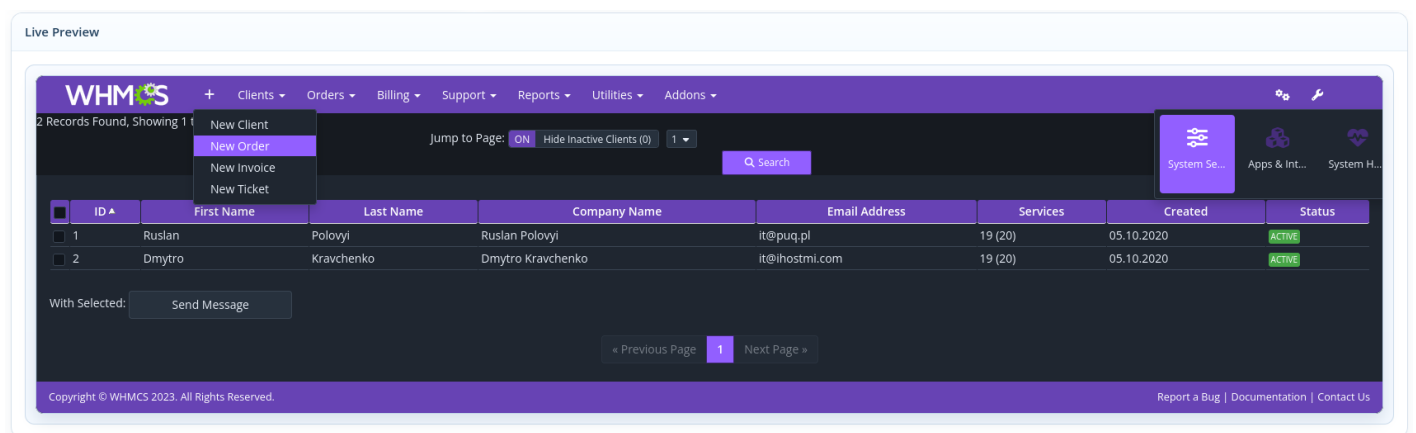 Live Preview
WHMCS + Clients Orders Billing Support Reports Utilities Addons
2 Records Found, Showing 1 t
New Client
New Order
New Invoice
New Ticket
Jump to Page: ON Hide Inactive Clients (0) 1
Search
System Se... Apps & Int... System H...
ID First Name Last Name Company Name Email Address Services Created Status
1 Ruslan Polovyi Ruslan Polovyi it@puq.pl 19 (20) 05.10.2020 ACTIVE
2 Dmytro Kravchenko Dmytro Kravchenko it@ihostmi.com 19 (20) 05.10.2020 ACTIVE
With Selected: Send Message
« Previous Page 1 Next Page »
Copyright © WHMCS 2023. All Rights Reserved. Report a Bug | Documentation | Contact Us